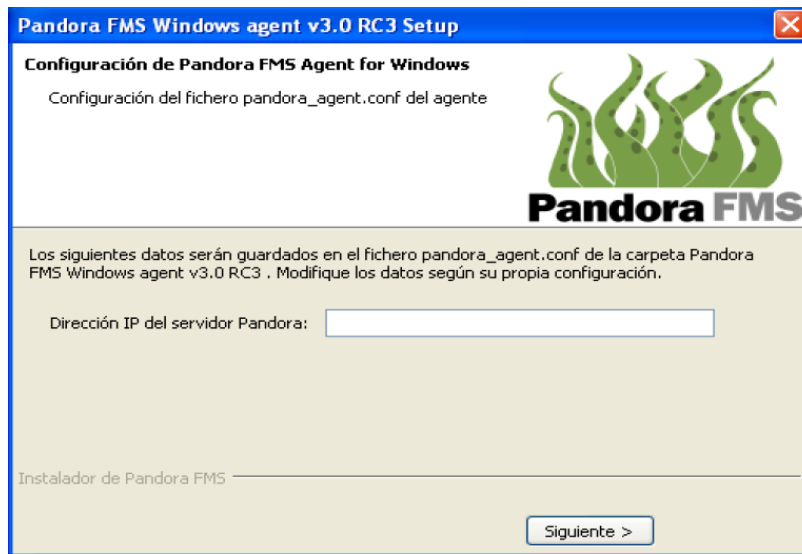 Pandora FMS Windows agent v3.0 RC3 Setup
Configuración de Pandora FMS Agent for Windows
Configuración del fichero pandora_agent.conf del agente
Pandora FMS
Los siguientes datos serán guardados en el fichero pandora_agent.conf de la carpeta Pandora
FMS Windows agent v3.0 RC3 . Modifique los datos según su propia configuración.
Dirección IP del servidor Pandora:
Instalador de Pandora FMS
Siguiente >